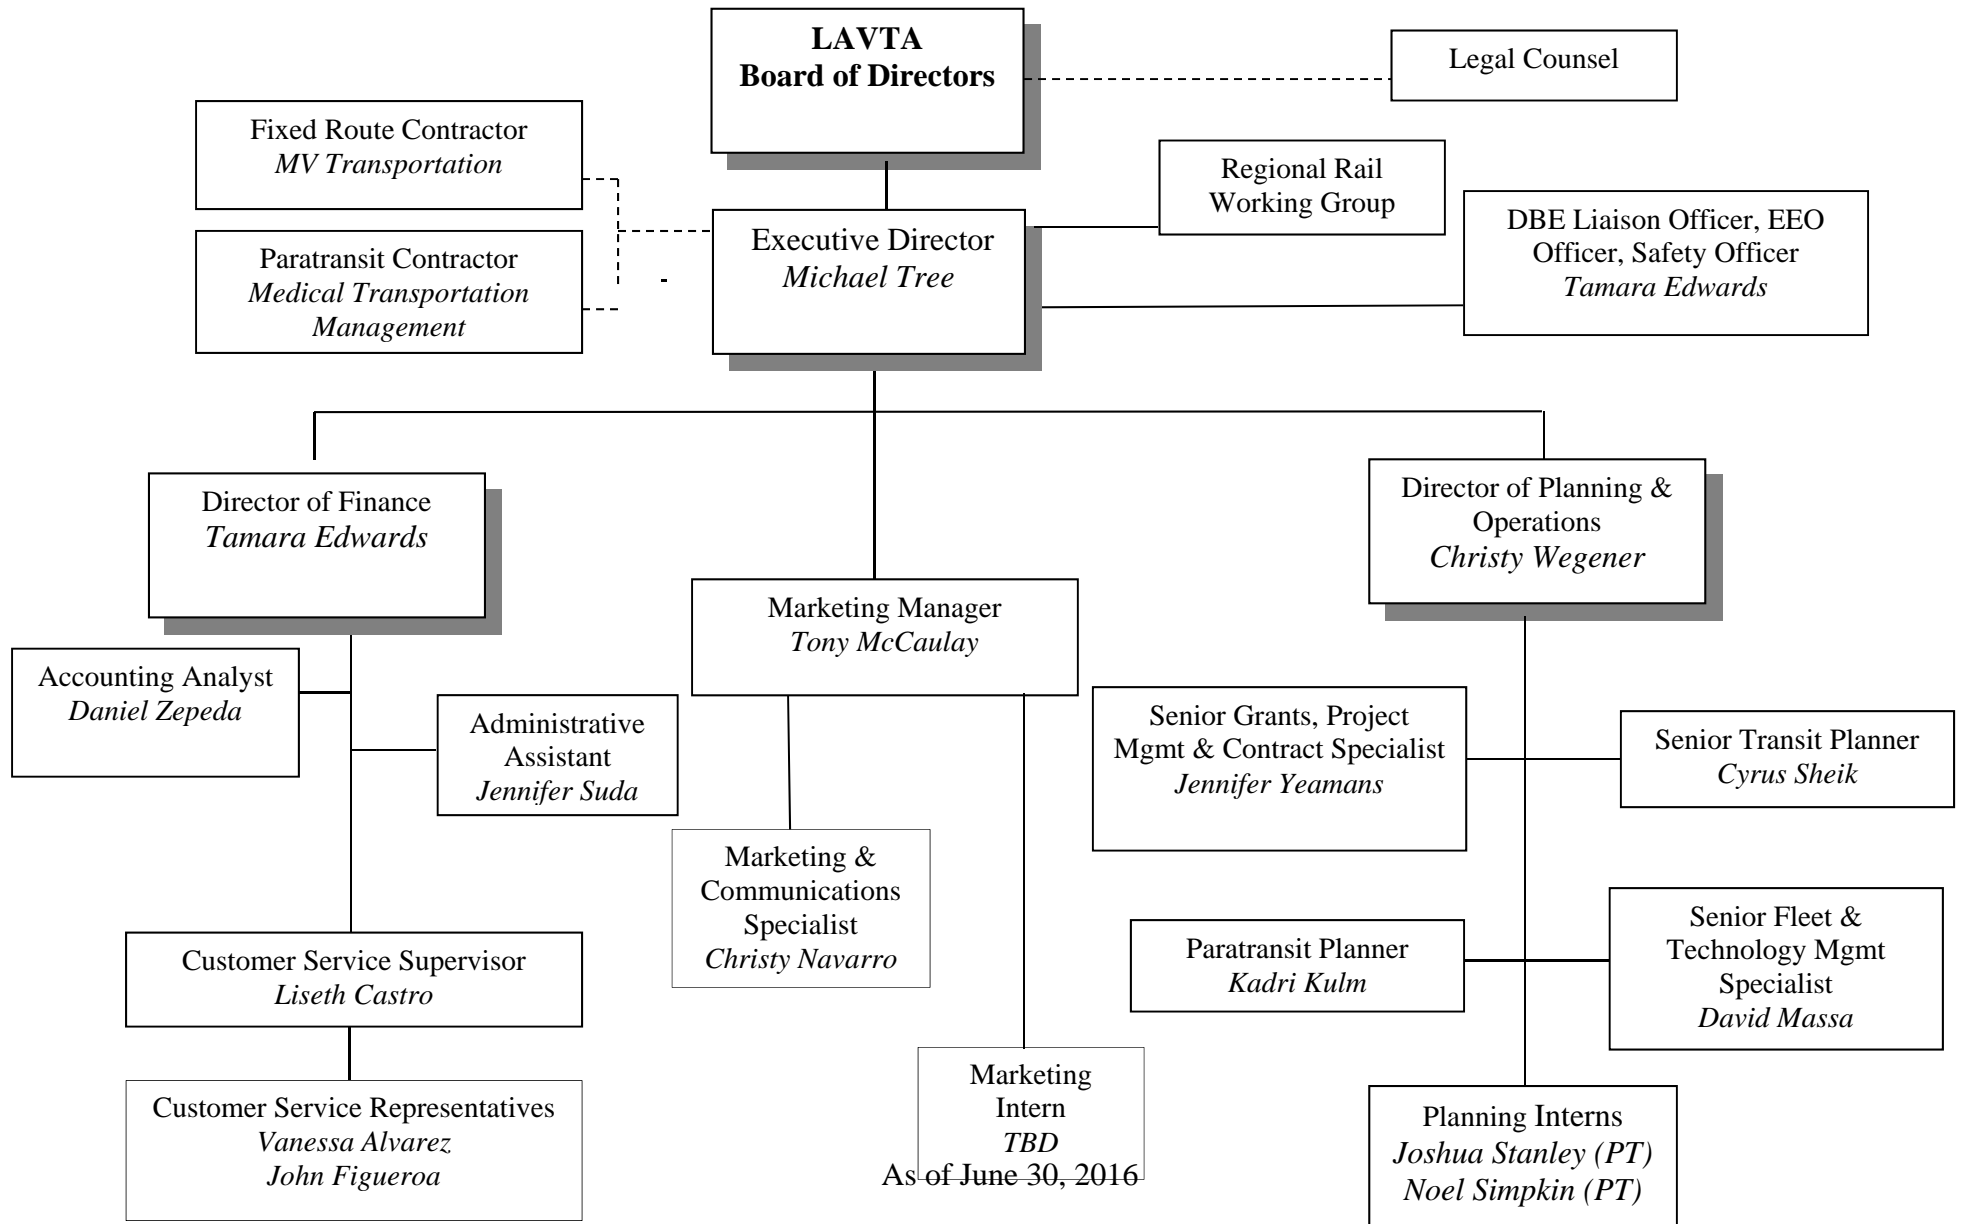 LAVTA
Board of Directors
Legal Counsel
Fixed Route Contractor
MV Transportation
Regional Rail
Working Group
DBE Liaison Officer, EEO
Officer, Safety Officer
Tamara Edwards
Paratransit Contractor
Medical Transportation
Management
Executive Director
Michael Tree
Director of Finance
Tamara Edwards
Director of Planning &
Operations
Christy Wegener
Marketing Manager
Tony McCaulay
Accounting Analyst
Daniel Zepeda
Administrative
Assistant
Jennifer Suda
Senior Grants, Project
Mgmt & Contract Specialist
Jennifer Yeamans
Senior Transit Planner
Cyrus Sheik
Marketing &
Communications
Specialist
Christy Navarro
Paratransit Planner
Kadri Kulm
Senior Fleet &
Technology Mgmt
Specialist
David Massa
Customer Service Supervisor
Liseth Castro
Customer Service Representatives
Vanessa Alvarez
John Figueroa
Marketing
Intern
TBD
Planning Interns
Joshua Stanley (PT)
Noel Simpkin (PT)
As of June 30, 2016